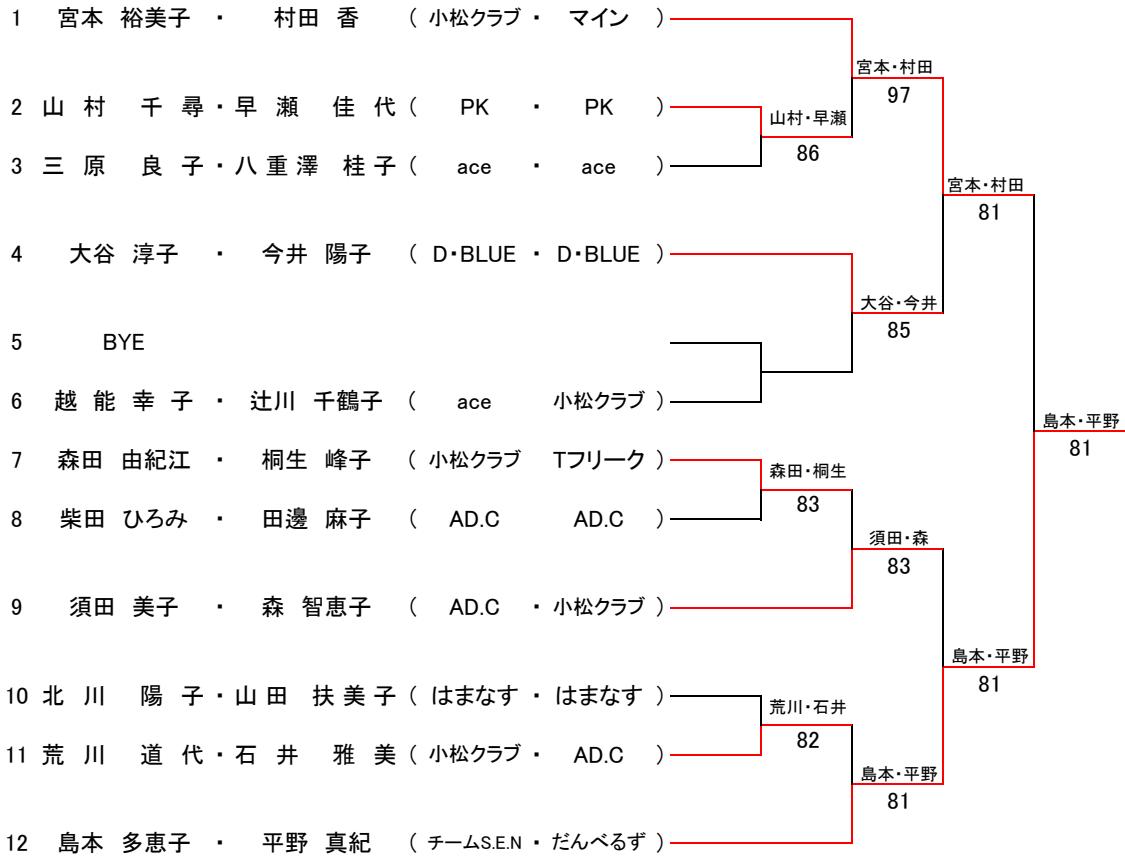 1 宮本 裕美子 ・ 村田 香 ( 小松クラブ ・ マイン )
宮本・村田
97
2 山村 千尋・早瀬 佳代 ( PK ・ PK )
山村・早瀬
86
3 三原 良子・八重澤 桂子 ( ace ・ ace )
宮本・村田
81
4 大谷 淳子 ・ 今井 陽子 ( D・BLUE ・ D・BLUE )
大谷・今井
85
5 BYE
6 越能幸子 ・ 辻川 千鶴子 ( ace 小松クラブ )
島本・平野
81
7 森田 由紀江 ・ 桐生 峰子 ( 小松クラブ Tフリーク )
森田・桐生
83
8 柴田 ひろみ ・ 田邊 麻子 ( AD.C AD.C )
須田・森
83
9 須田 美子 ・ 森 智恵子 ( AD.C ・ 小松クラブ )
島本・平野
81
10 北川 陽子・山田 扶美子 ( はまなす ・ はまなす )
荒川・石井
82
11 荒川 道代・石井 雅美 ( 小松クラブ ・ AD.C )
島本・平野
81
12 島本 多恵子 ・ 平野 真紀 ( チームS.E.N ・ だんべるず )